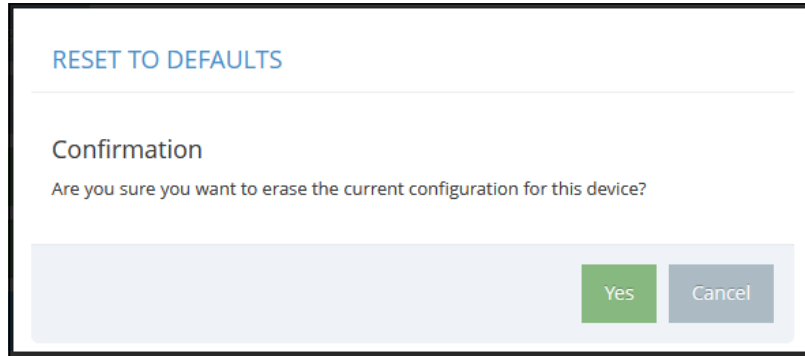 RESET TO DEFAULTS
Confirmation
Are you sure you want to erase the current configuration for this device?
Yes
Cancel